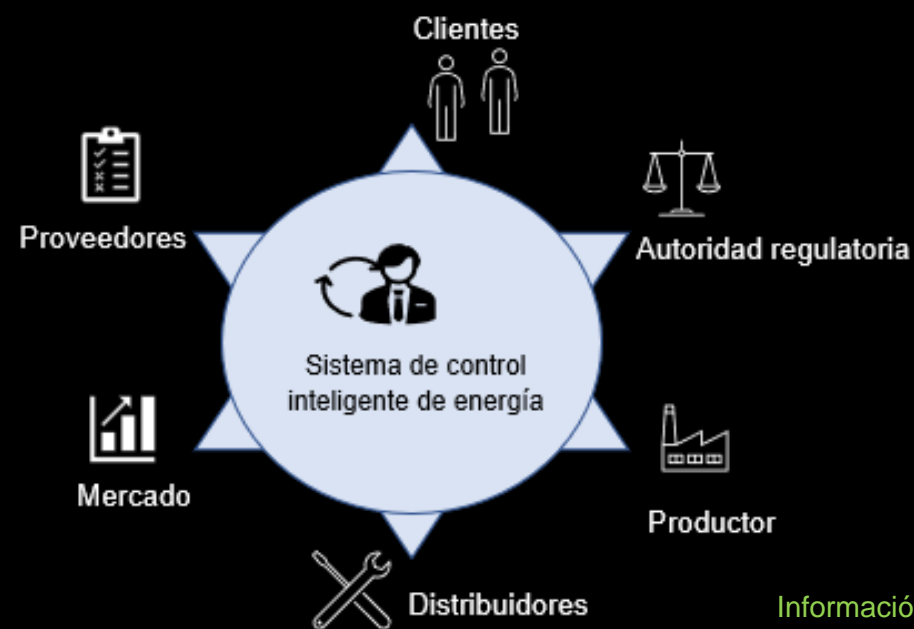 Clientes
Proveedores
Autoridad regulatoria
Sistema de control
inteligente de energía
Mercado
Productor
Distribuidores